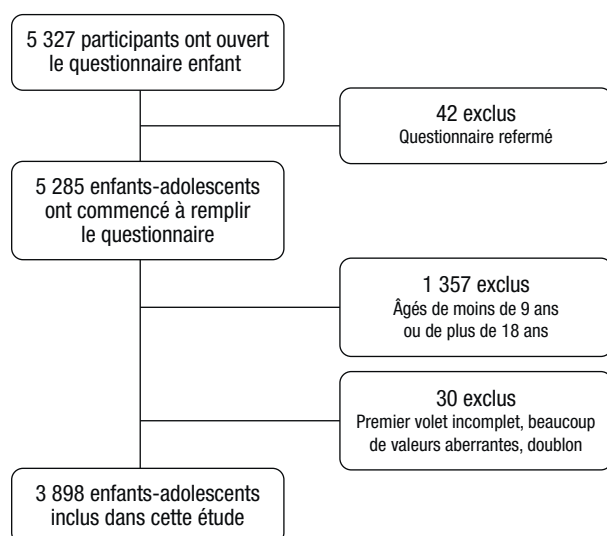 5 327 participants ont ouvert
le questionnaire enfant
42 exclus
Questionnaire refermé
5 285 enfants-adolescents
ont commencé à remplir
le questionnaire
1 357 exclus
Âgés de moins de 9 ans
ou de plus de 18 ans
30 exclus
Premier volet incomplet, beaucoup
de valeurs aberrantes, doublon
3 898 enfants-adolescents
inclus dans cette étude